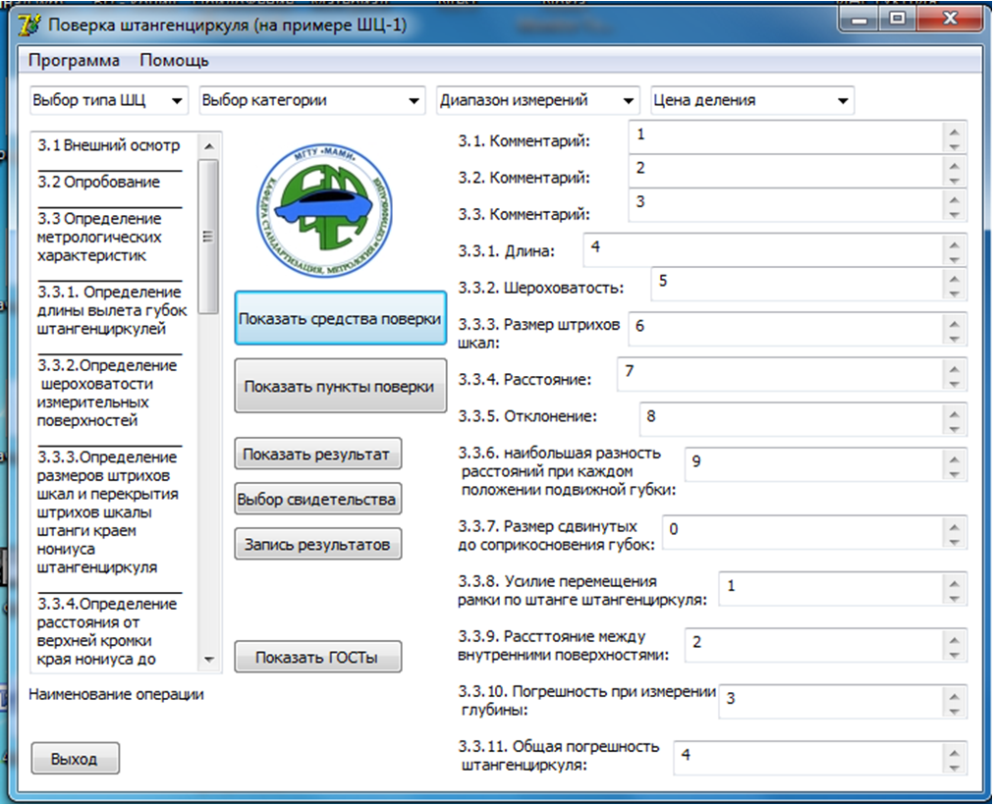 Поверка штангенциркуля (на примере ШЦ-1)
Программа Помощь
Выбор типа ШЦ Выбор категории Диапазон измерений Цена деления
3.1 Внешний осмотр
3.2 Опробование
3.3 Определение
метрологических
характеристик
3.3.1. Определение
длины вылета губок
штангенциркулей
3.3.2.Определение
шероховатости
измерительных
поверхностей
3.3.3.Определение
размеров штрихов
шкал и перекрытия
штрихов шкалы
штанги краем
нониуса
штангенциркуля
3.3.4.Определение
расстояния от
верхней кромки
края нониуса до
Наименование операции
Выход
МГТУ «МАМИ»
КАФЕДРА СТАНДАРТИЗАЦИЯ, МЕТРОЛОГИЯ И СЕРТИФИКАЦИЯ
Показать средства поверки
Показать пункты поверки
Показать результат
Выбор свидетельства
Запись результатов
Показать ГОСТы
3.1. Комментарий: 1
3.2. Комментарий: 2
3.3. Комментарий: 3
3.3.1. Длина: 4
3.3.2. Шероховатость: 5
3.3.3. Размер штрихов 6
шкал:
3.3.4. Расстояние: 7
3.3.5. Отклонение: 8
3.3.6. наибольшая разность
расстояний при каждом 9
положении подвижной губки:
3.3.7. Размер сдвинутых 0
до соприкосновения губок:
3.3.8. Усилие перемещения 1
рамки по штанге штангенциркуля:
3.3.9. Расттояние между 2
внутренними поверхностями:
3.3.10. Погрешность при измерении 3
глубины:
3.3.11. Общая погрешность 4
штангенциркуля: